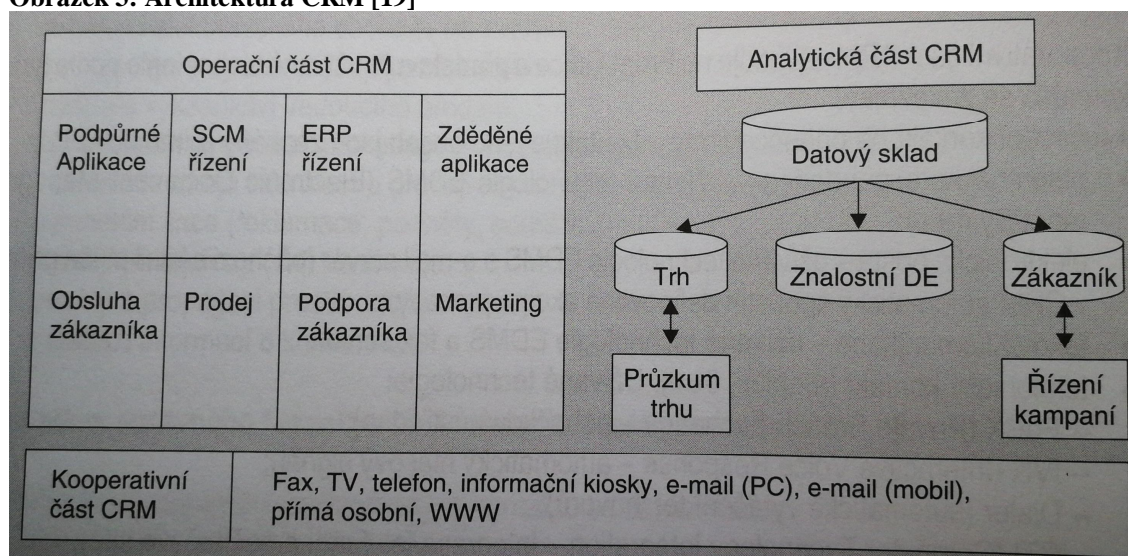 Obrázek 3: Architektura CRM [19]
Operační část CRM
Podpůrné
Aplikace
SCM
řízení
ERP
řízení
Zděděné
aplikace
Obsluha
zákazníka
Prodej
Podpora
zákazníka
Marketing
Analytická část CRM
Datový sklad
Trh
Znalostní DE
Zákazník
Průzkum
trhu
Řízení
kampaní
Kooperativní
část CRM
Fax, TV, telefon, informační kiosky, e-mail (PC), e-mail (mobil),
přímá osobní, WWW